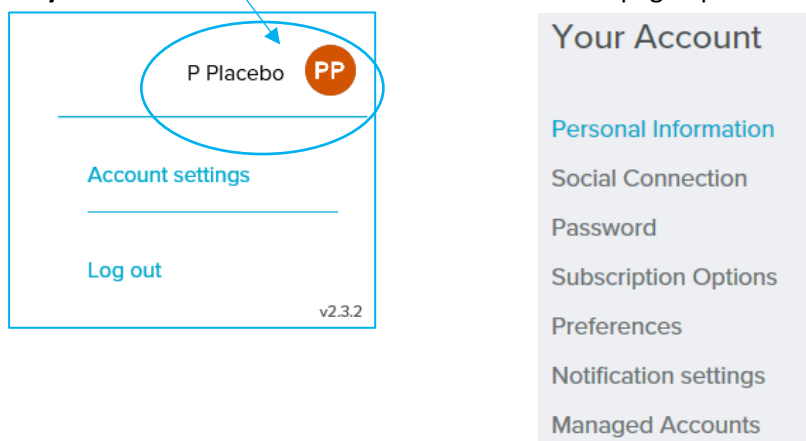 P Placebo
PP
Account settings
Log out
v2.3.2
Your Account
Personal Information
Social Connection
Password
Subscription Options
Preferences
Notification settings
Managed Accounts